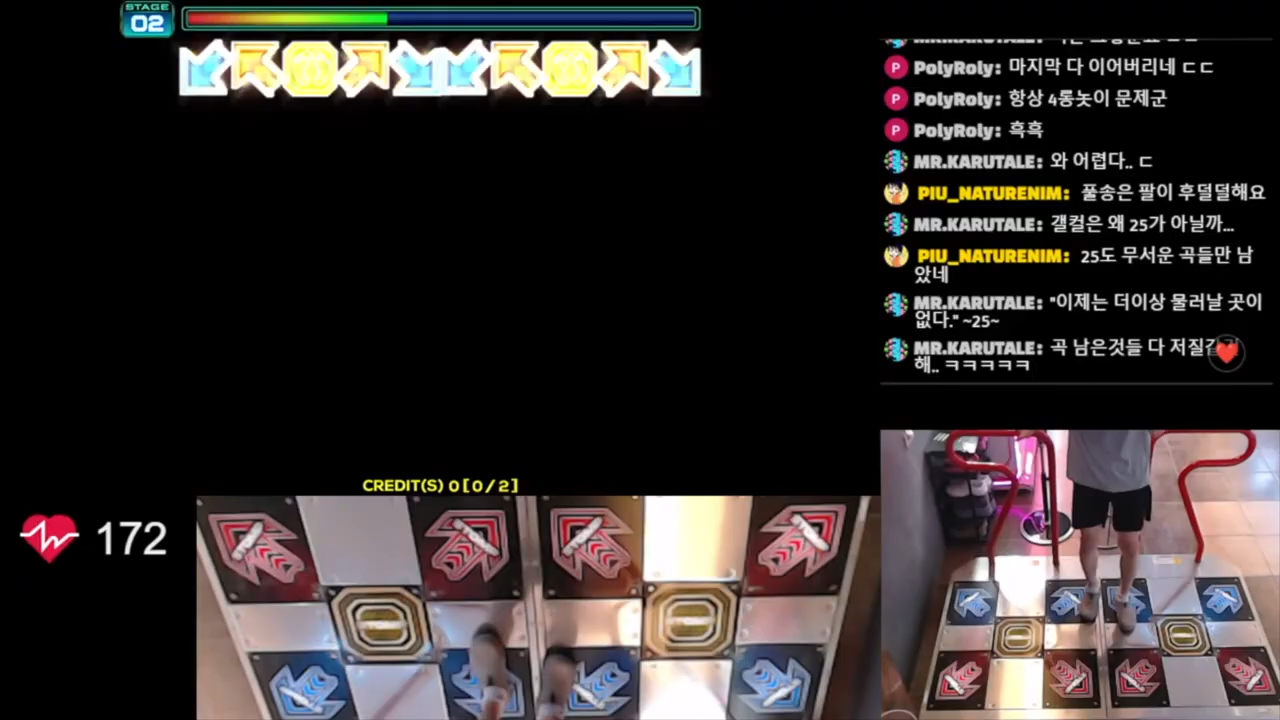 STAGE
02
PolyRoly: 마지막 다 이어버리네 ㄷㄷ
PolyRoly: 항상 4롱놋이 문제군
PolyRoly: 흑흑
MR.KARUTALE: 와 어렵다.. ㄷ
PIU_NATURENIM: 풀송은 팔이 후덜덜해요
MR.KARUTALE: 갤컬은 왜 25가 아닐까...
PIU_NATURENIM: 25도 무서운 곡들만 남
았네
MR.KARUTALE: "이제는 더이상 물러날 곳이
없다." ~25~
MR.KARUTALE: 곡 남은것들 다
해.. ㅋㅋㅋㅋㅋ
CREDIT(S) 0 [ 0 / 2 ]
172